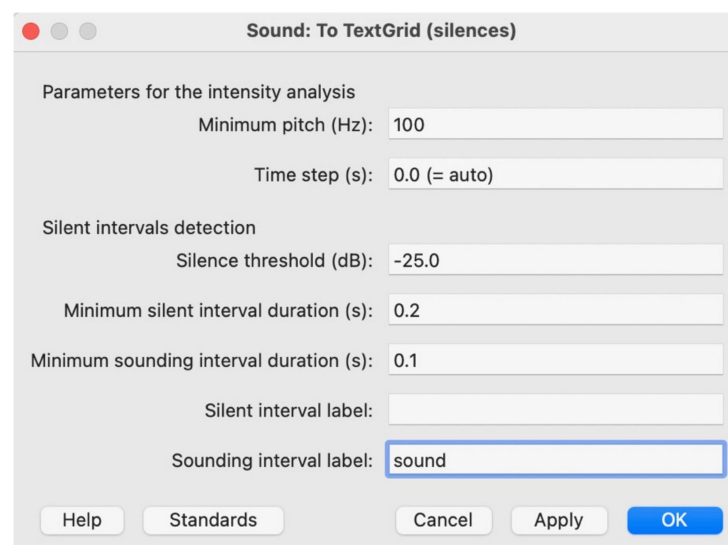 Sound: To TextGrid (silences)
Parameters for the intensity analysis
Minimum pitch (Hz): 100
Time step (s): 0.0 (= auto)
Silent intervals detection
Silence threshold (dB): -25.0
Minimum silent interval duration (s): 0.2
Minimum sounding interval duration (s): 0.1
Silent interval label:
Sounding interval label: sound
Help Standards Cancel Apply OK